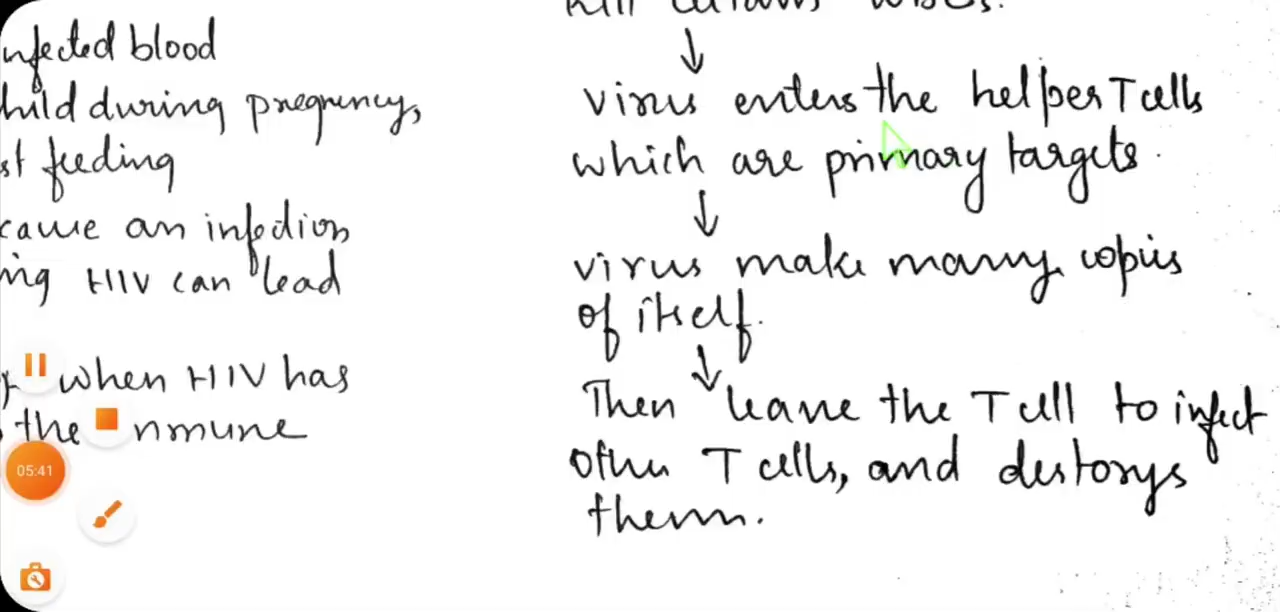 nfected blood
hild during pregnency,
st feeding
cause an infection
ing HIV can lead
when HIV has
the nmune
05:41
↓
virus enters the helper T cells
which are primary targets.
↓
virus make many copies
of itself.
↓
Then leave the T cell to infect
other T cells, and destorys
them.